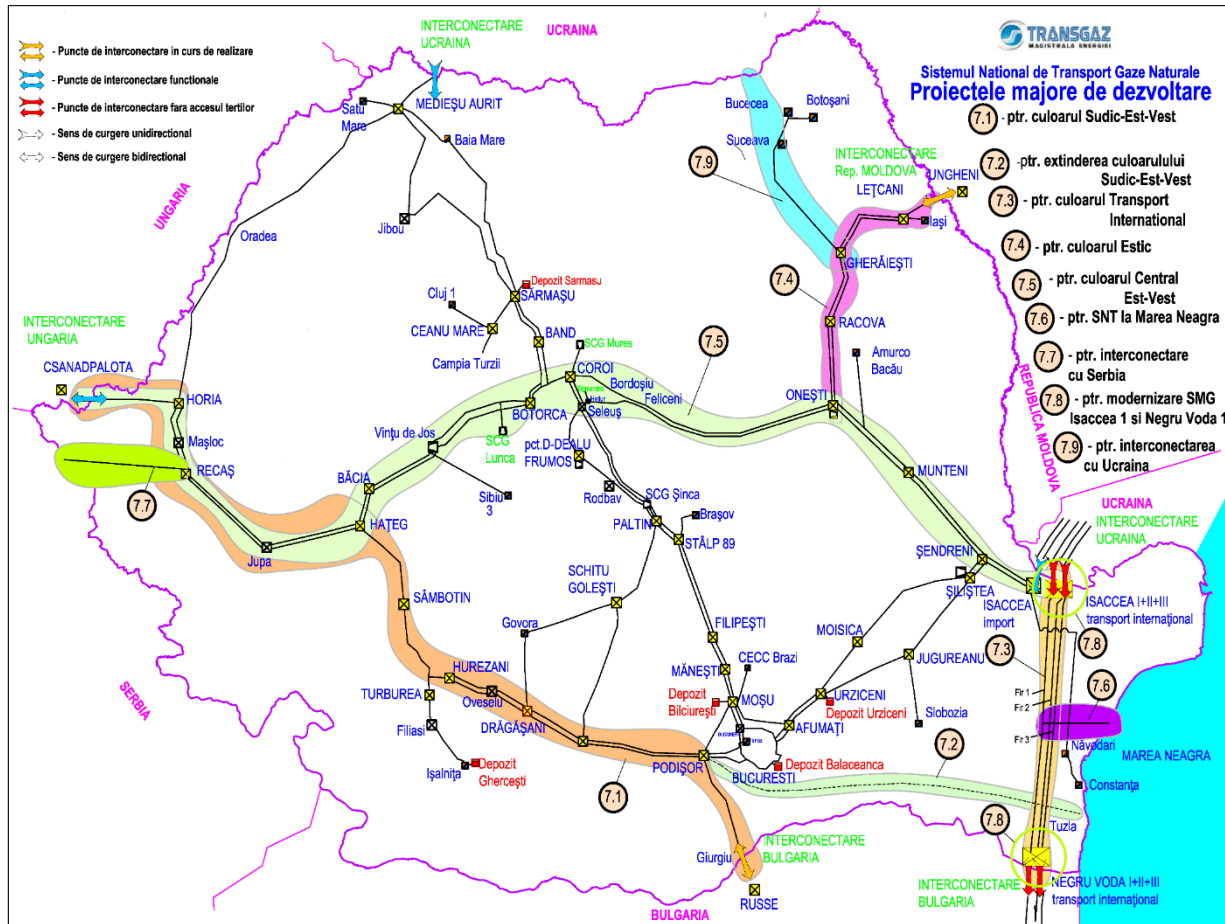 INTERCONECTARE
UCRAINA
UCRAINA
TRANSGAZ
MAGISTRALA ENERGIEI
- Puncte de interconectare in curs de realizare
- Puncte de interconectare functionale
- Puncte de interconectare fara accesul tertilor
- Sens de curgere unidirectional
- Sens de curgere bidirectional
Sistemul National de Transport Gaze Naturale
Proiectele majore de dezvoltare
7.1 - ptr. culoarul Sudic-Est-Vest
7.2 -ptr. extinderea culoarulului
Sudic-Est-Vest
7.3 - ptr. culoarul Transport
International
7.4 - ptr. culoarul Estic
7.5 - ptr. culoarul Central
Est-Vest
7.6 - ptr. SNT la Marea Neagra
7.7 - ptr. interconectare
cu Serbia
7.8 - ptr. modernizare SMG
Isaccea 1 si Negru Voda 1
7.9 - ptr. interconectarea
cu Ucraina
MEDIEŞU AURIT
Satu
Mare
Baia Mare
Bucecea
Botoşani
Suceava
7.9
INTERCONECTARE
Rep. MOLDOVA
LEŢCANI
UNGHENI
Iaşi
UNGARIA
Oradea
Jibou
GHERĂIEŞTI
7.4
Depozit Sarmasu
SĂRMAŞU
Cluj 1
CEANU MARE
Campia Turzii
BAND
RACOVA
SCG Mures
7.5
Amurco
Bacău
REPUBLICA MOLDOVA
INTERCONECTARE
UNGARIA
CSANADPALOTA
HORIA
Maşloc
RECAŞ
7.7
COROI
Bordoşiu
Feliceni
Seleuş
BOTORCA
ONEŞTI
Vinţu de Jos
SCG
Lunca
pct.D-DEALU
FRUMOS
MUNTENI
BĂCIA
Sibiu
3
Rodbav
SCG Şinca
Braşov
PALTIN
STÂLP 89
HAŢEG
Jupa
UCRAINA
INTERCONECTARE
UCRAINA
ŞENDRENI
ŞILIŞTEA
SCHITU
GOLEŞTI
SÂMBOTIN
ISACCEA
import
ISACCEA I+II+III
transport internaţional
7.8
Govora
FILIPEŞTI
MOISICA
JUGUREANU
7.3
CECC Brazi
MĂNEŞTI
HUREZANI
TURBUREA
Oveselu
DRĂGĂŞANI
Depozit
Bilciureşti
MOŞU
URZICENI
Depozit Urziceni
Slobozia
7.6
Fir 1
Fir 2
Fir 3
SERBIA
Filiasi
AFUMAŢI
Işalniţa
Depozit
Gherceşti
7.1
PODIŞOR
BUCURESTI
Depozit Balaceanca
7.2
Năvodari
MAREA NEAGRA
Constanţa
7.8
Tuzla
Giurgiu
INTERCONECTARE
BULGARIA
RUSSE
BULGARIA
INTERCONECTARE
BULGARIA
NEGRU VODA I+II+III
transport internaţional